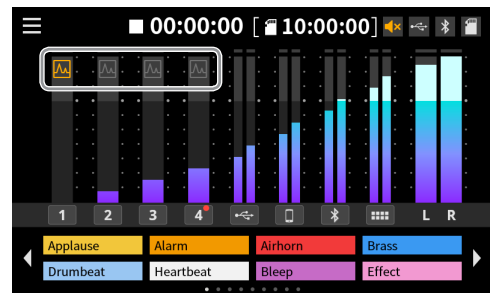 00:00:00 [ 10:00:00]
1 2 3 4 L R
Applause Alarm Airhorn Brass
Drumbeat Heartbeat Bleep Effect